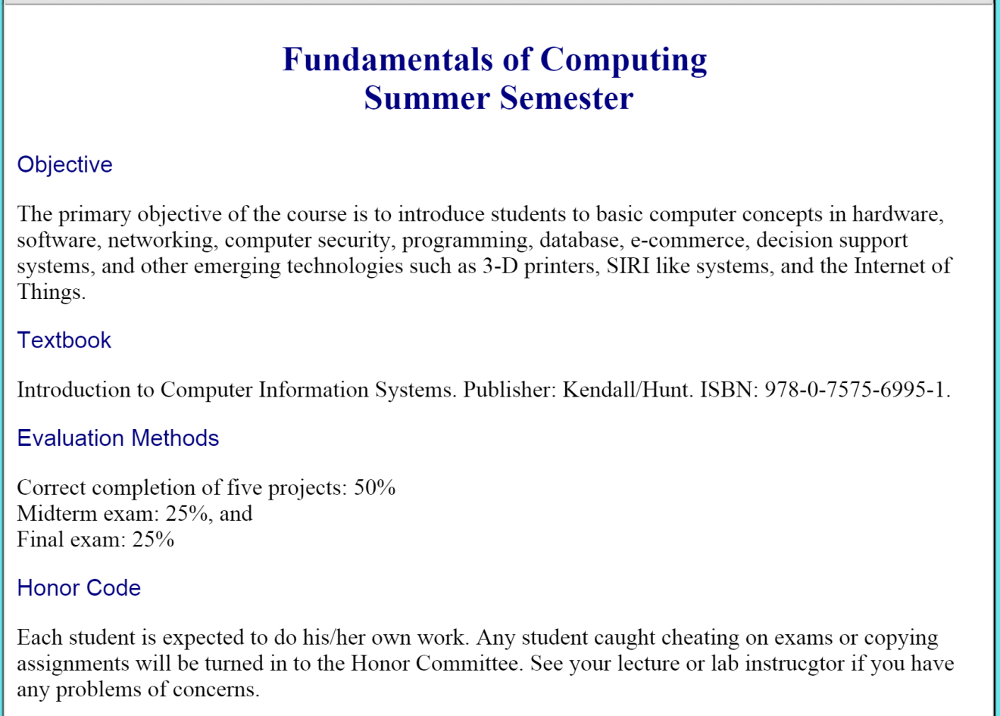 Fundamentals of Computing
Summer Semester
Objective
The primary objective of the course is to introduce students to basic computer concepts in hardware,
software, networking, computer security, programming, database, e-commerce, decision support
systems, and other emerging technologies such as 3-D printers, SIRI like systems, and the Internet of
Things.
Textbook
Introduction to Computer Information Systems. Publisher: Kendall/Hunt. ISBN: 978-0-7575-6995-1.
Evaluation Methods
Correct completion of five projects: 50%
Midterm exam: 25%, and
Final exam: 25%
Honor Code
Each student is expected to do his/her own work. Any student caught cheating on exams or copying
assignments will be turned in to the Honor Committee. See your lecture or lab instrucgtor if you have
any problems of concerns.